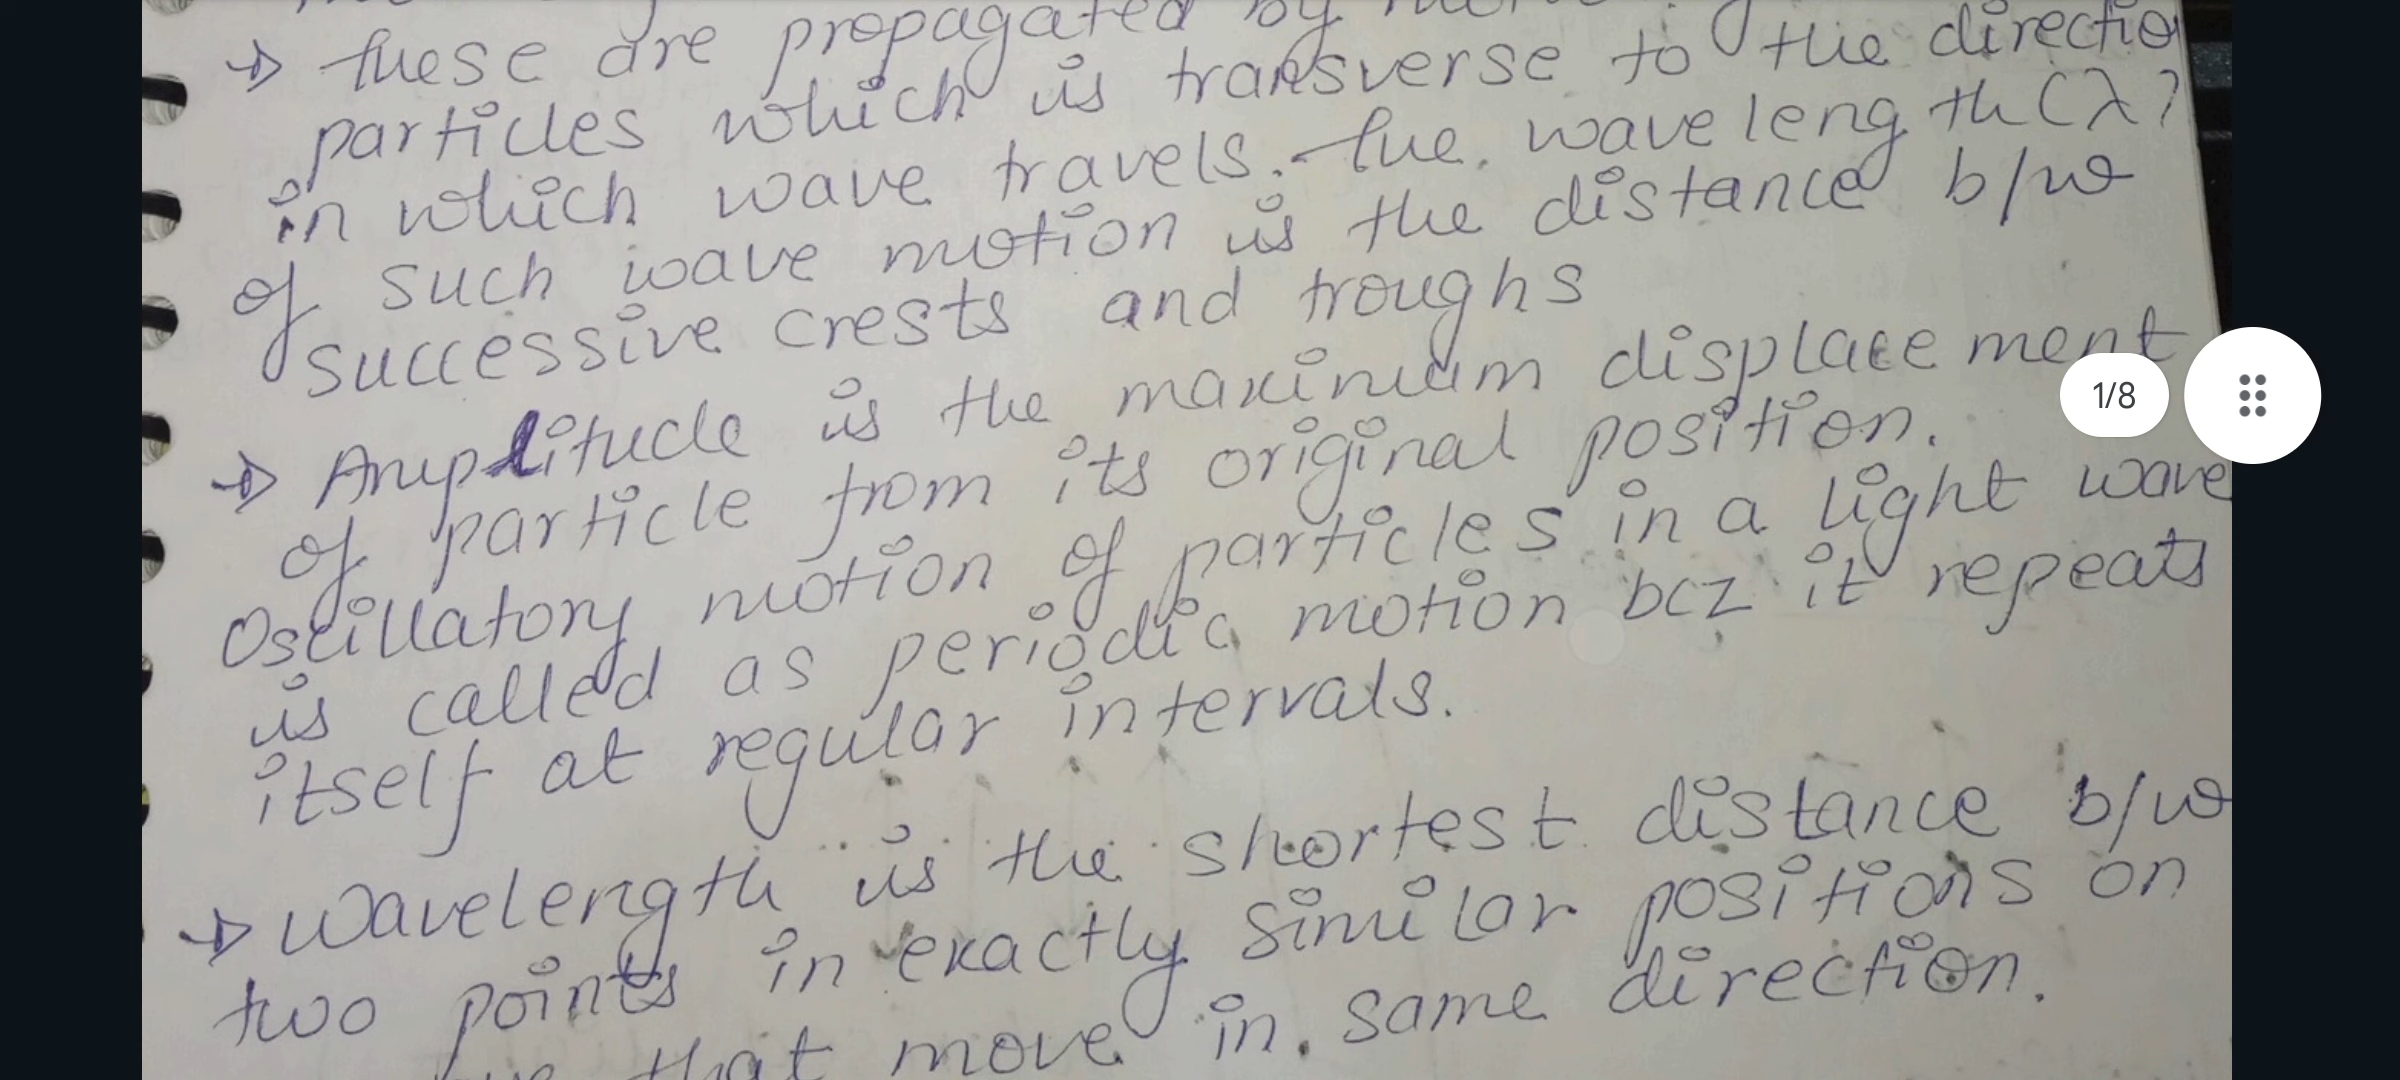 → These are propagated by
particles which is transverse to the directio
in which wave travels. The wavelength (λ)
of such wave motion is the distance b/w
successive crests and troughs
→ Amplitude is the maximum displacement
of particle from its original position.
Oscillatory motion of particles in a light wave
is called as periodic motion bcz it repeats
itself at regular intervals.
→ Wavelength is the shortest distance b/w
two points in exactly similar positions on
that move in same direction.
1/8